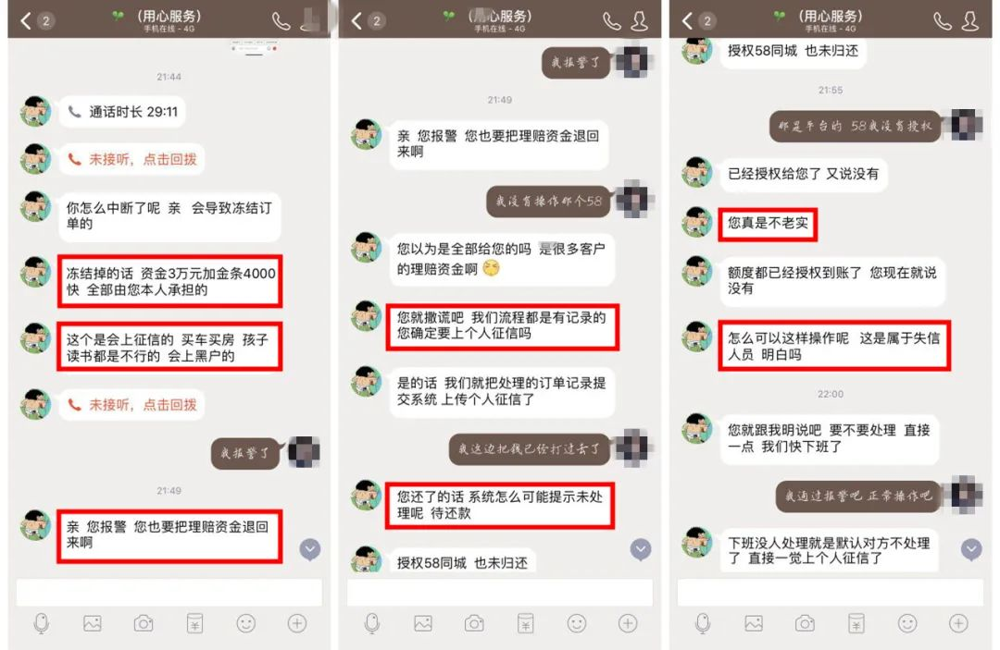 2
(用心服务)
手机在线 - 4G
21:44
通话时长 29:11
未接听，点击回拨
你怎么中断了呢 亲 会导致冻结订
单的
冻结掉的话 资金3万元加金条4000
快 全部由您本人承担的
这个是会上征信的 买车买房 孩子
读书都是不行的 会上黑户的
未接听，点击回拨
我报警了
21:49
亲 您报警 您也要把理赔资金退回
来啊
2
(用心服务)
手机在线 - 4G
我报警了
21:49
亲 您报警 您也要把理赔资金退回
来啊
我没有操作那个58
您以为是全部给您的吗 是很多客户
的理赔资金啊
您就撒谎吧 我们流程都是有记录的
您确定要上个人征信吗
是的话 我们就把处理的订单记录提
交系统 上传个人征信了
我这边把钱已经打过去了
您还了的话 系统怎么可能提示未处
理呢 待还款
授权58同城 也未归还
2
(用心服务)
手机在线 - 4G
授权58同城 也未归还
21:55
那是平台的 58我没有授权
已经授权给您了 又说没有
您真是不老实
额度都已经授权到账了 您现在就说
没有
怎么可以这样操作呢 这是属于失信
人员 明白吗
22:00
您就跟我明说吧 要不要处理 直接
一点 我们快下班了
我通过报警吧 正常操作吧
下班没人处理就是默认对方不处理
了 直接一觉上个人征信了